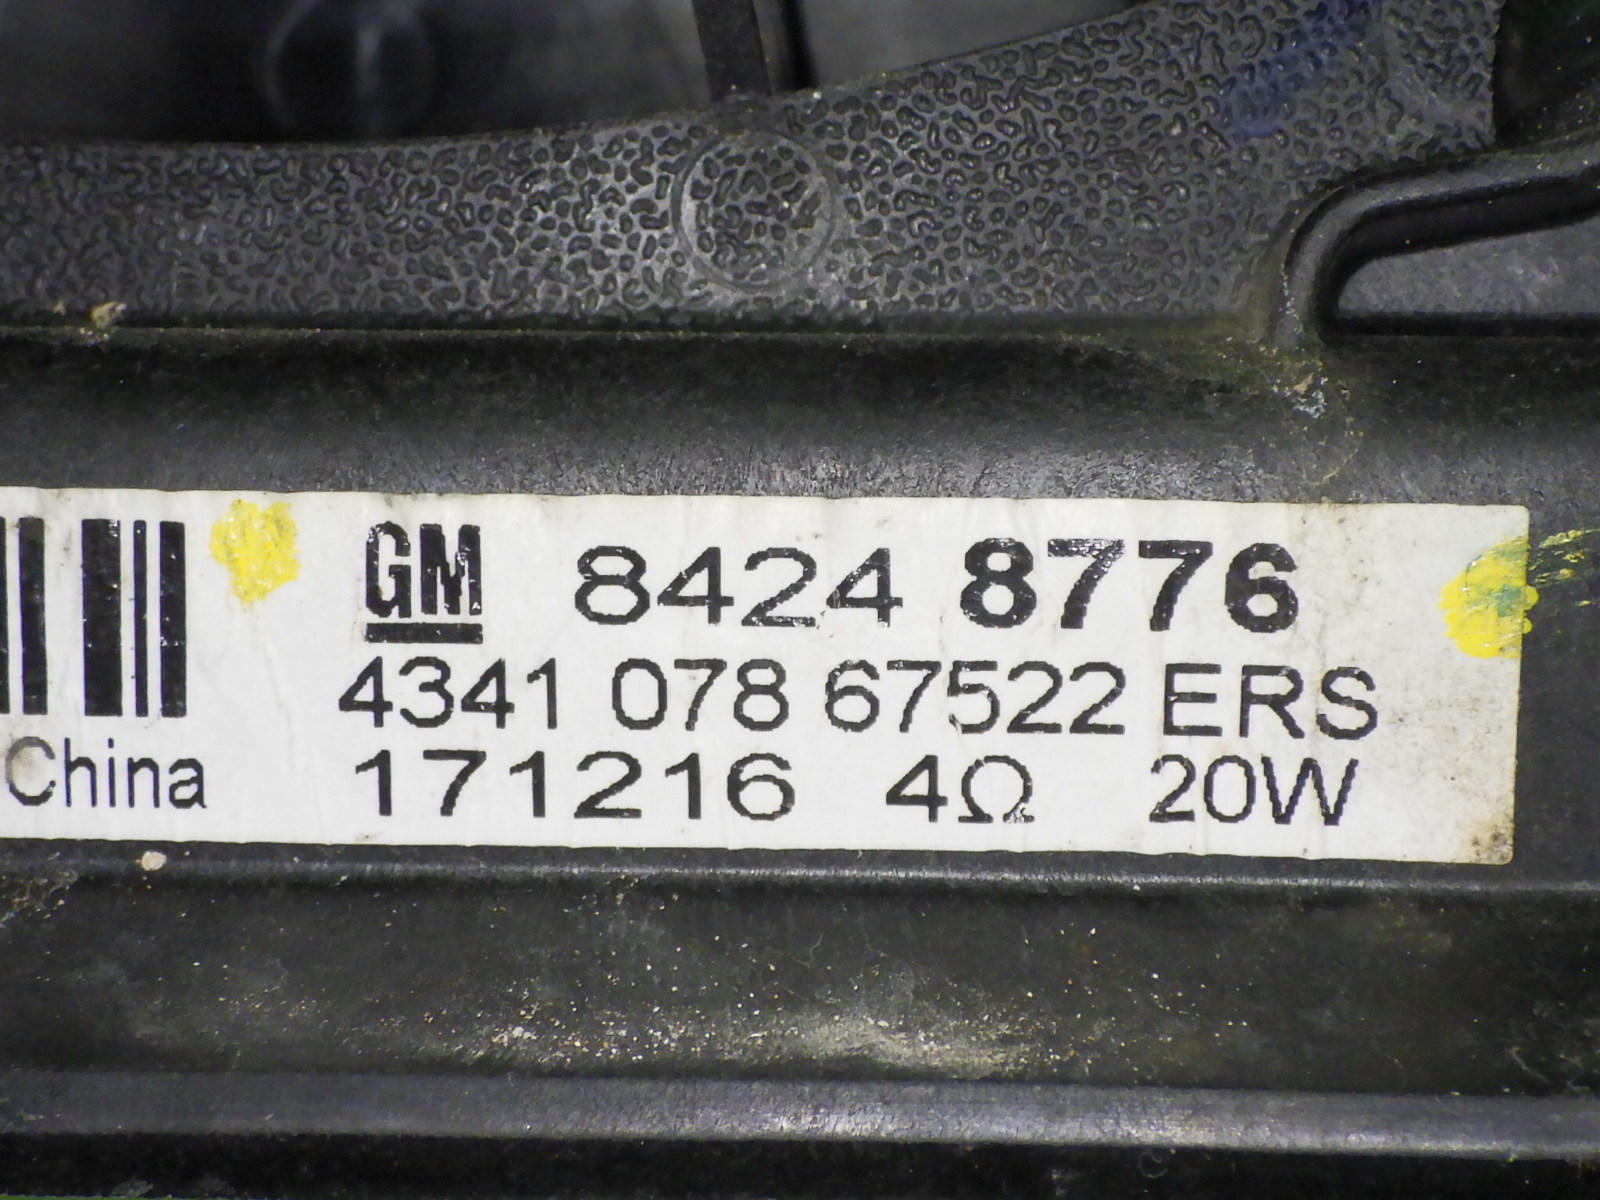 GM 8424 8776
4341 078 67522 ERS
China 171216 4Ω 20W